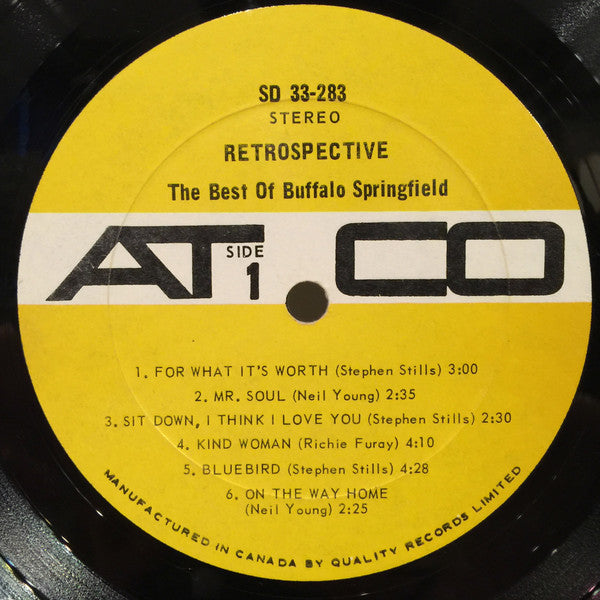 SD 33-283
STEREO
RETROSPECTIVE
The Best Of Buffalo Springfield
ATCO
SIDE
1
1. FOR WHAT IT'S WORTH (Stephen Stills) 3:00
2. MR. SOUL (Neil Young) 2:35
3. SIT DOWN, I THINK I LOVE YOU (Stephen Stills) 2:30
4. KIND WOMAN (Richie Furay) 4:10
5. BLUEBIRD (Stephen Stills) 4:28
6. ON THE WAY HOME
(Neil Young) 2:25
MANUFACTURED IN CANADA BY QUALITY RECORDS LIMITED